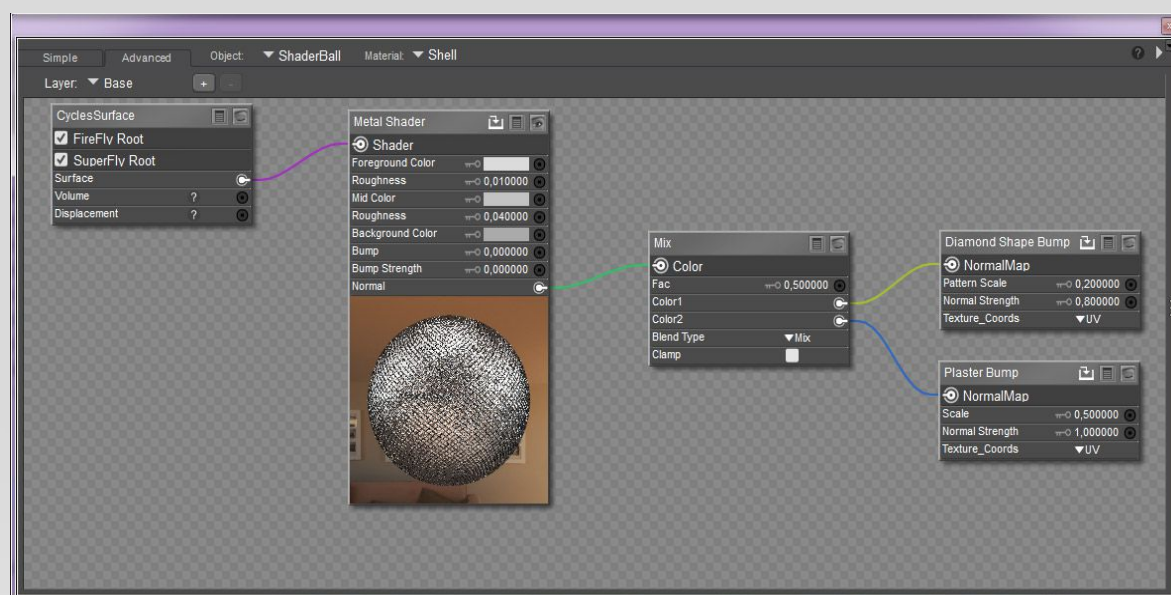 Simple Advanced Object: ShaderBall Material: Shell ?
Layer: Base + -
CyclesSurface
FireFly Root
SuperFly Root
Surface
Volume ?
Displacement ?
Metal Shader
Shader
Foreground Color
Roughness 0,010000
Mid Color
Roughness 0,040000
Background Color
Bump 0,000000
Bump Strength 0,000000
Normal
Mix
Color
Fac 0,500000
Color1
Color2
Blend Type Mix
Clamp
Diamond Shape Bump
NormalMap
Pattern Scale 0,200000
Normal Strength 0,800000
Texture_Coords UV
Plaster Bump
NormalMap
Scale 0,500000
Normal Strength 1,000000
Texture_Coords UV